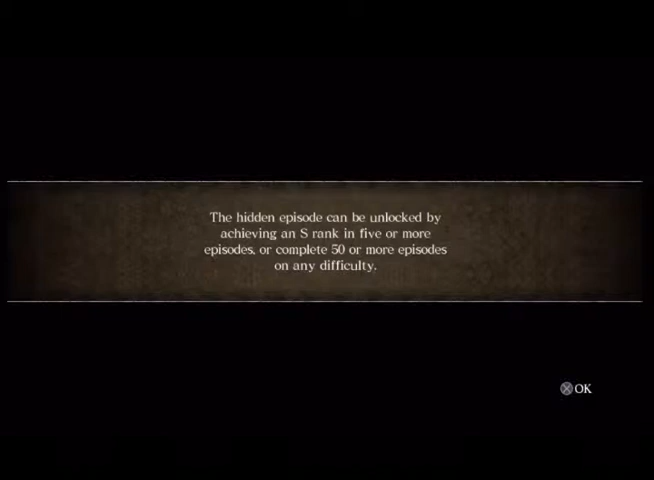 The hidden episode can be unlocked by
achieving an S rank in five or more
episodes, or complete 50 or more episodes
on any difficulty.
OK